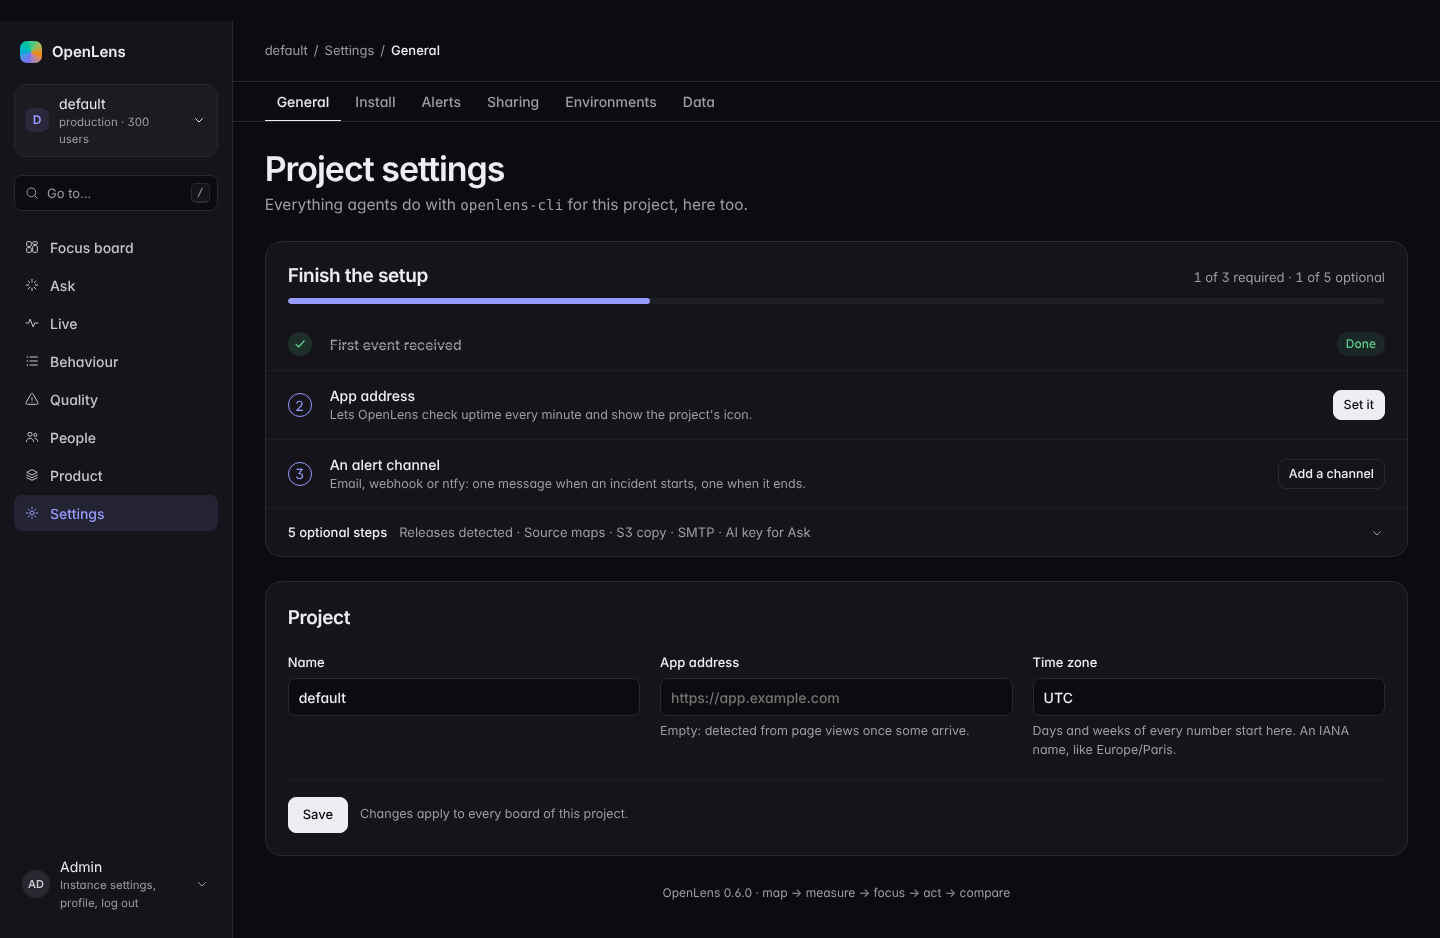 OpenLens
D
default
production · 300
users
Go to...
/
Focus board
Ask
Live
Behaviour
Quality
People
Product
Settings
AD
Admin
Instance settings,
profile, log out
default / Settings / General
General
Install
Alerts
Sharing
Environments
Data
Project settings
Everything agents do with openlens-cli for this project, here too.
Finish the setup
1 of 3 required · 1 of 5 optional
First event received
Done
2
App address
Lets OpenLens check uptime every minute and show the project's icon.
Set it
3
An alert channel
Email, webhook or ntfy: one message when an incident starts, one when it ends.
Add a channel
5 optional steps
Releases detected · Source maps · S3 copy · SMTP · AI key for Ask
Project
Name
default
App address
https://app.example.com
Empty: detected from page views once some arrive.
Time zone
UTC
Days and weeks of every number start here. An IANA
name, like Europe/Paris.
Save
Changes apply to every board of this project.
OpenLens 0.6.0 · map → measure → focus → act → compare